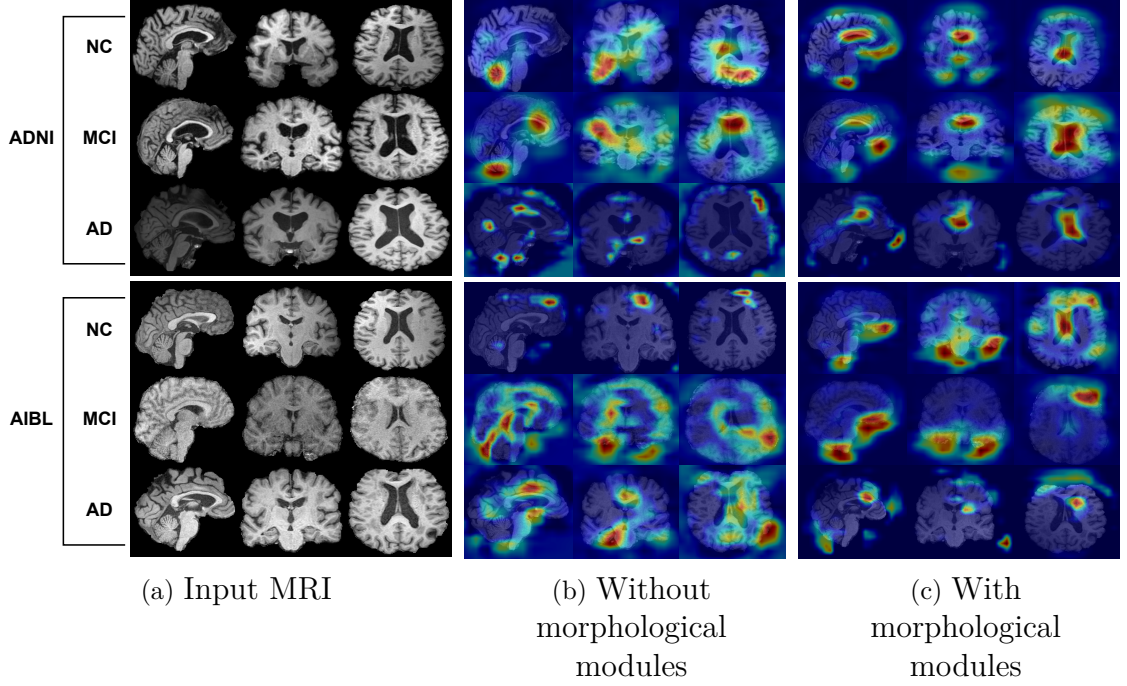 ADNI
NC
MCI
AD
AIBL
NC
MCI
AD
(a) Input MRI
(b) Without
morphological
modules
(c) With
morphological
modules